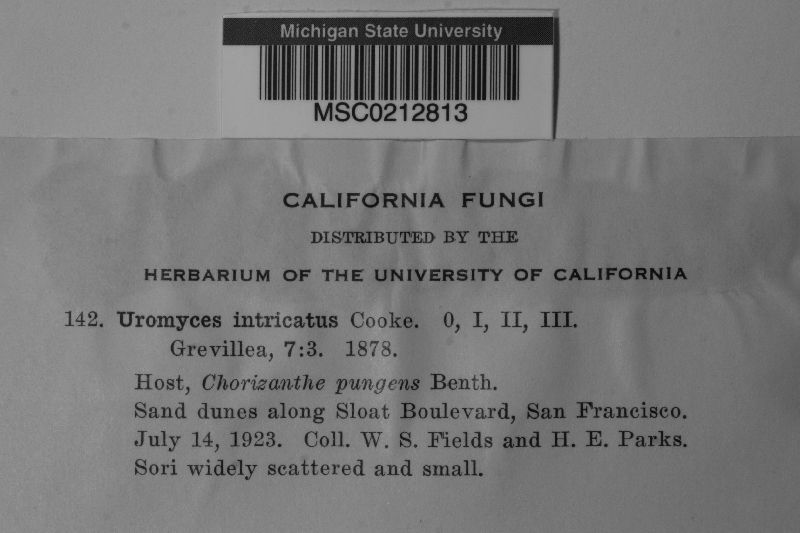 Michigan State University
MSC0212813
CALIFORNIA FUNGI
DISTRIBUTED BY THE
HERBARIUM OF THE UNIVERSITY OF CALIFORNIA
142. Uromyces intricatus Cooke. 0, I, II, III.
Grevillea, 7:3. 1878.
Host, Chorizanthe pungens Benth.
Sand dunes along Sloat Boulevard, San Francisco.
July 14, 1923. Coll. W. S. Fields and H. E. Parks.
Sori widely scattered and small.